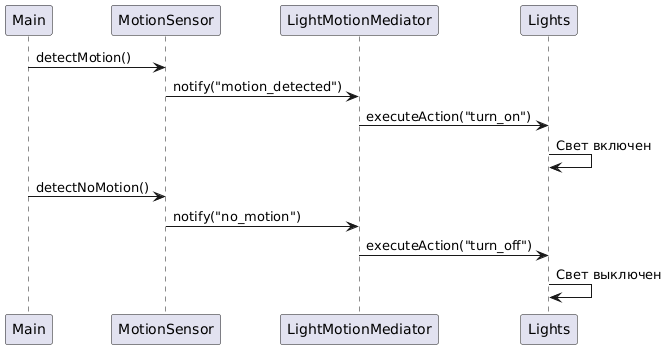 Main MotionSensor LightMotionMediator Lights
detectMotion()
notify("motion_detected")
executeAction("turn_on")
Свет включен
detectNoMotion()
notify("no_motion")
executeAction("turn_off")
Свет выключен
Main MotionSensor LightMotionMediator Lights